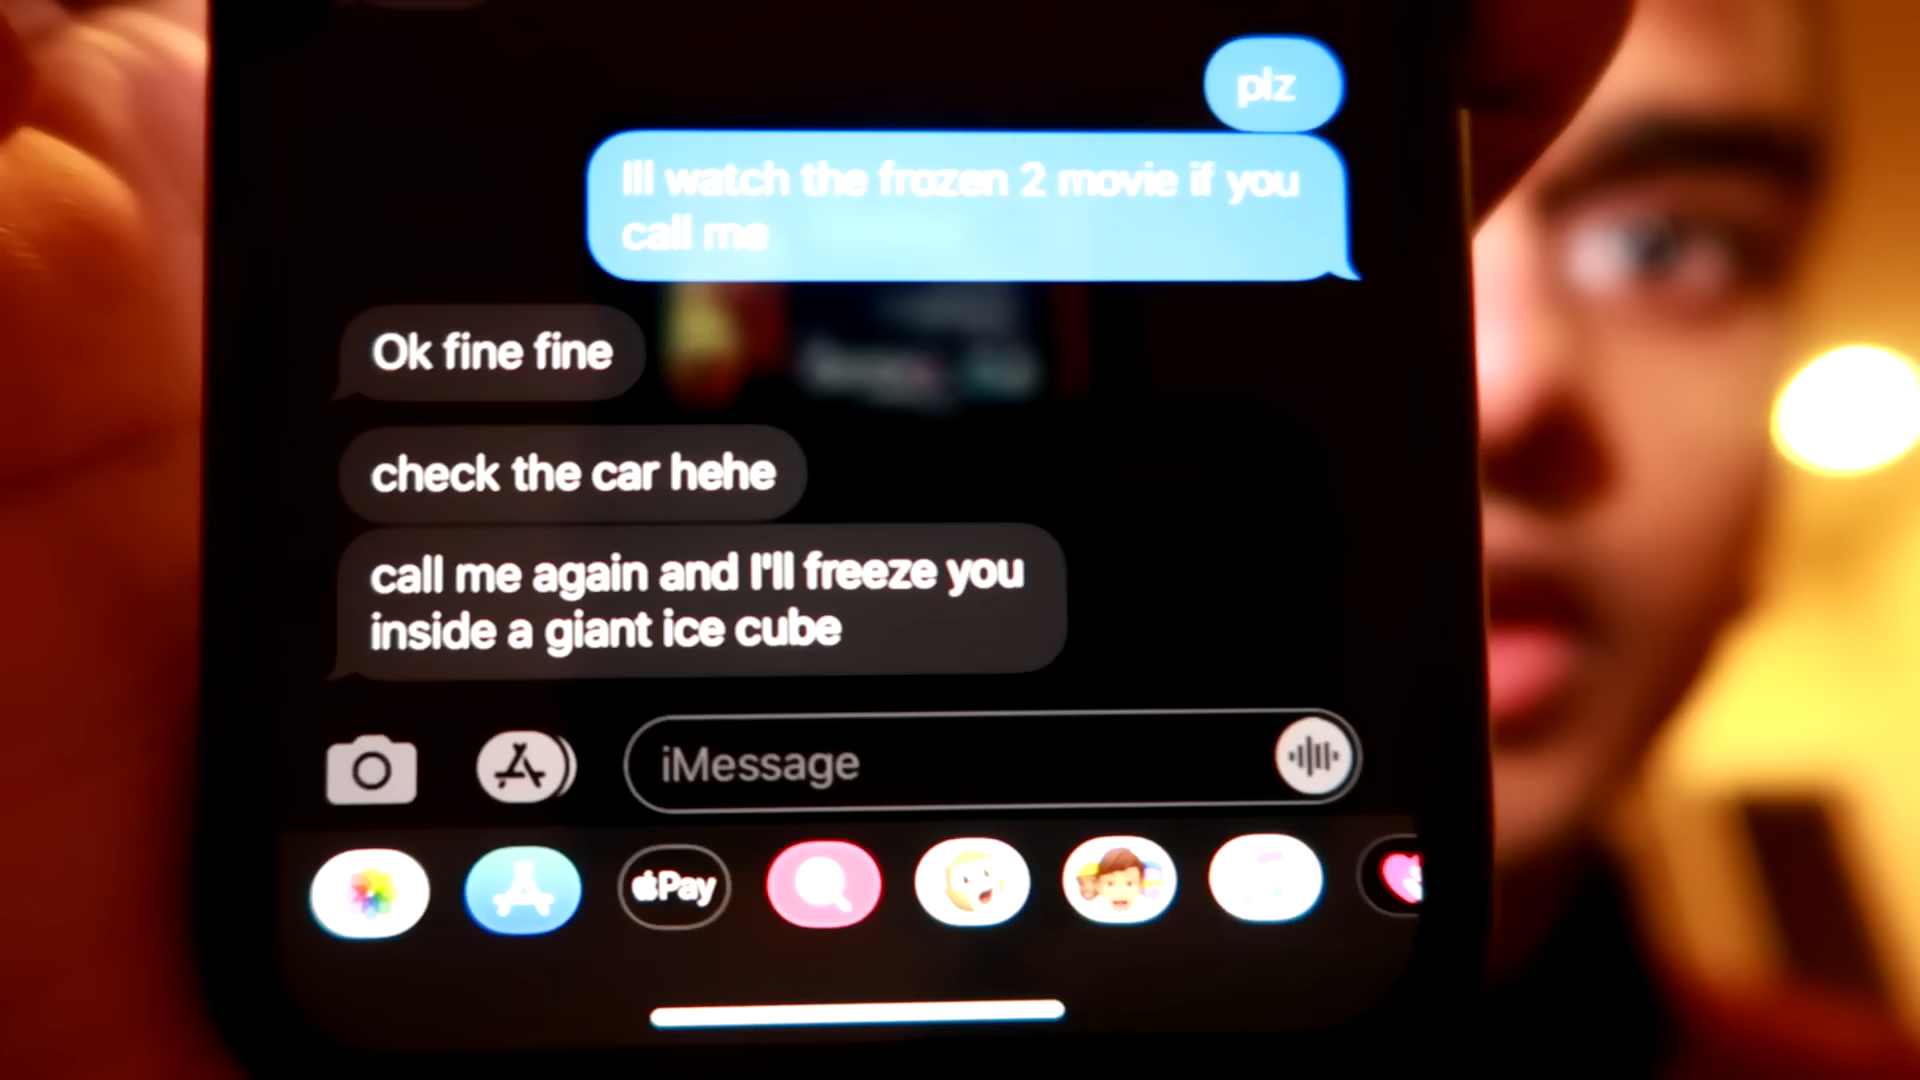 plz
Ill watch the frozen 2 movie if you
call me
Ok fine fine
check the car hehe
call me again and I'll freeze you
inside a giant ice cube
iMessage
Pay